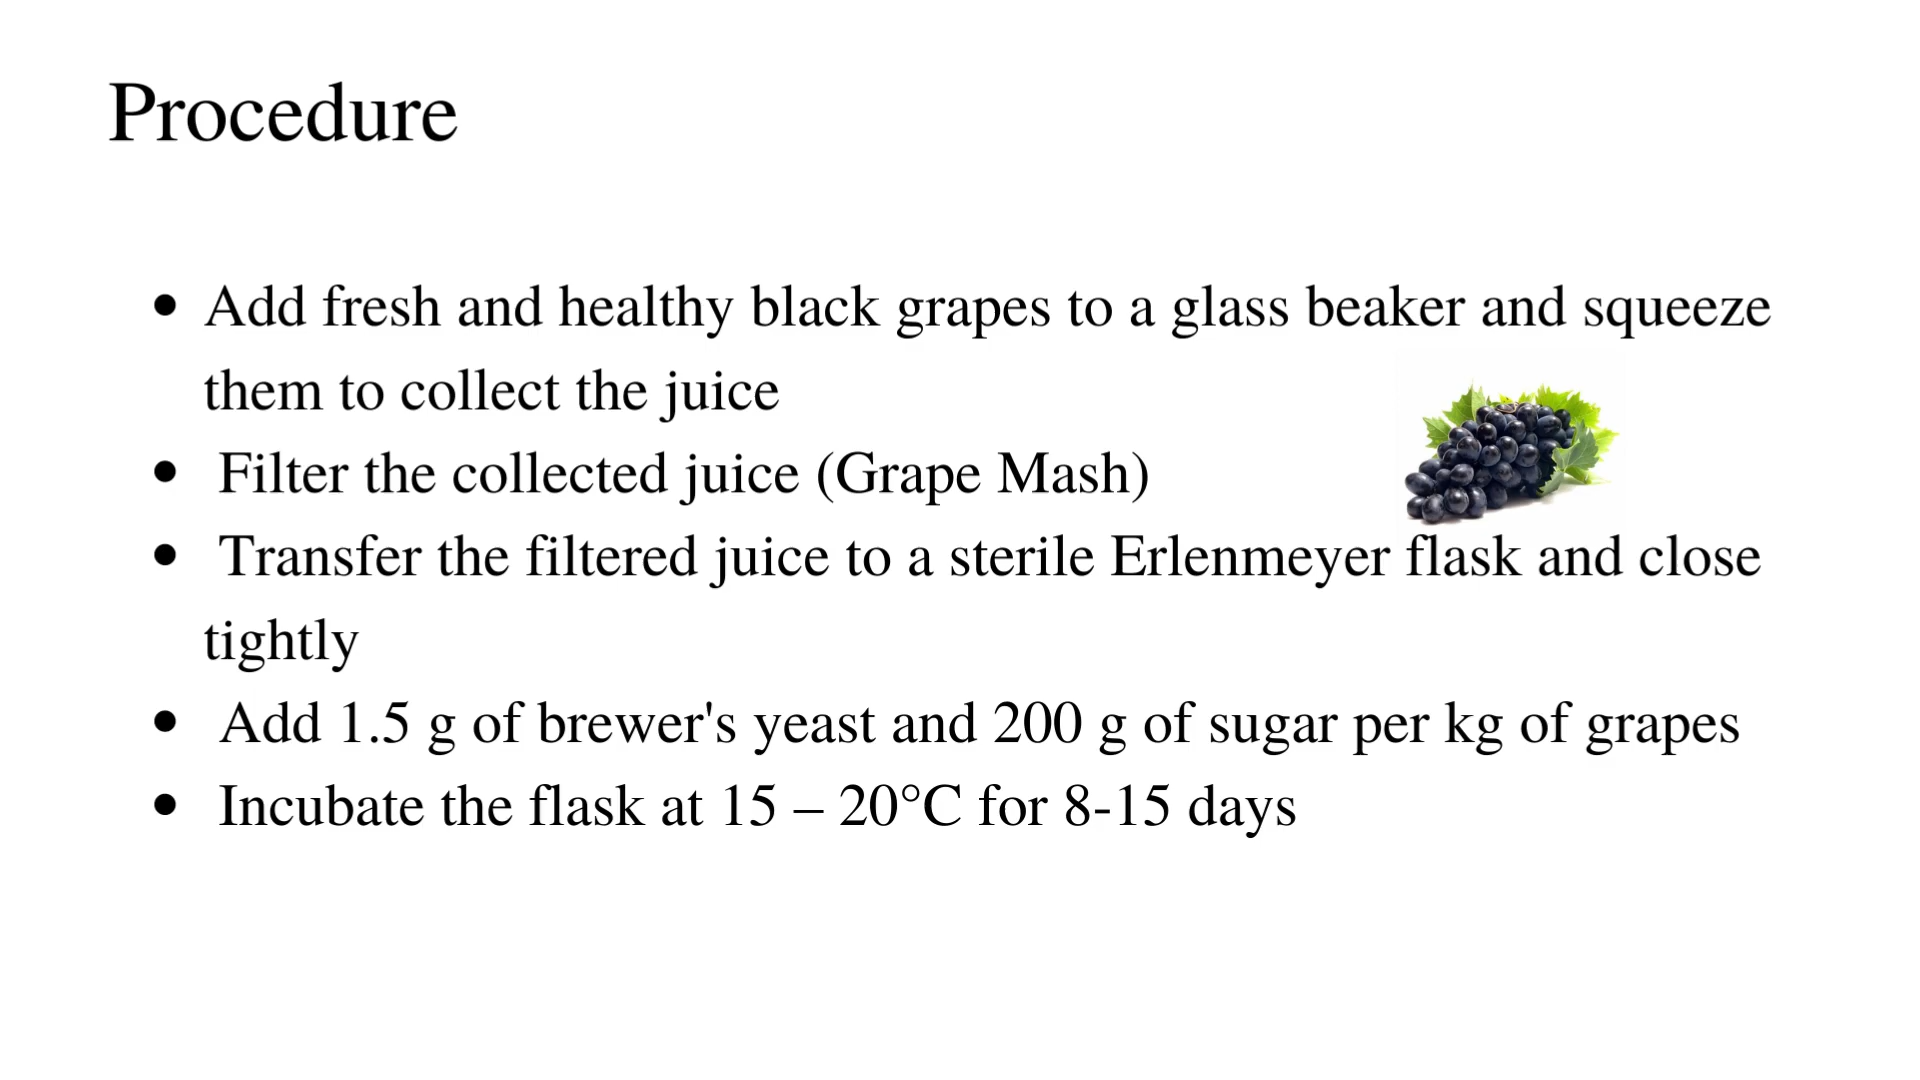 Procedure
• Add fresh and healthy black grapes to a glass beaker and squeeze
them to collect the juice
• Filter the collected juice (Grape Mash)
• Transfer the filtered juice to a sterile Erlenmeyer flask and close
tightly
• Add 1.5 g of brewer's yeast and 200 g of sugar per kg of grapes
• Incubate the flask at 15 – 20°C for 8-15 days